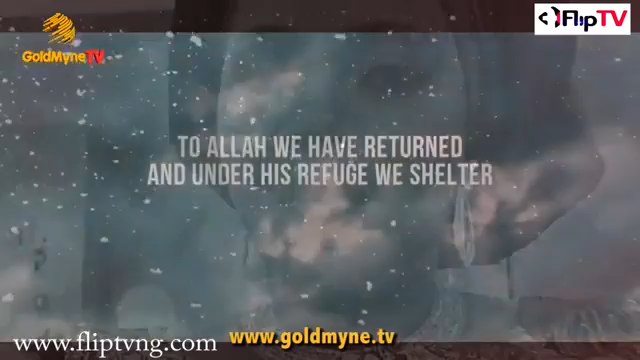 GoldMyneTV
FlipTV
TO ALLAH WE HAVE RETURNED
AND UNDER HIS REFUGE WE SHELTER
www.goldmyne.tv
www.fliptvng.com